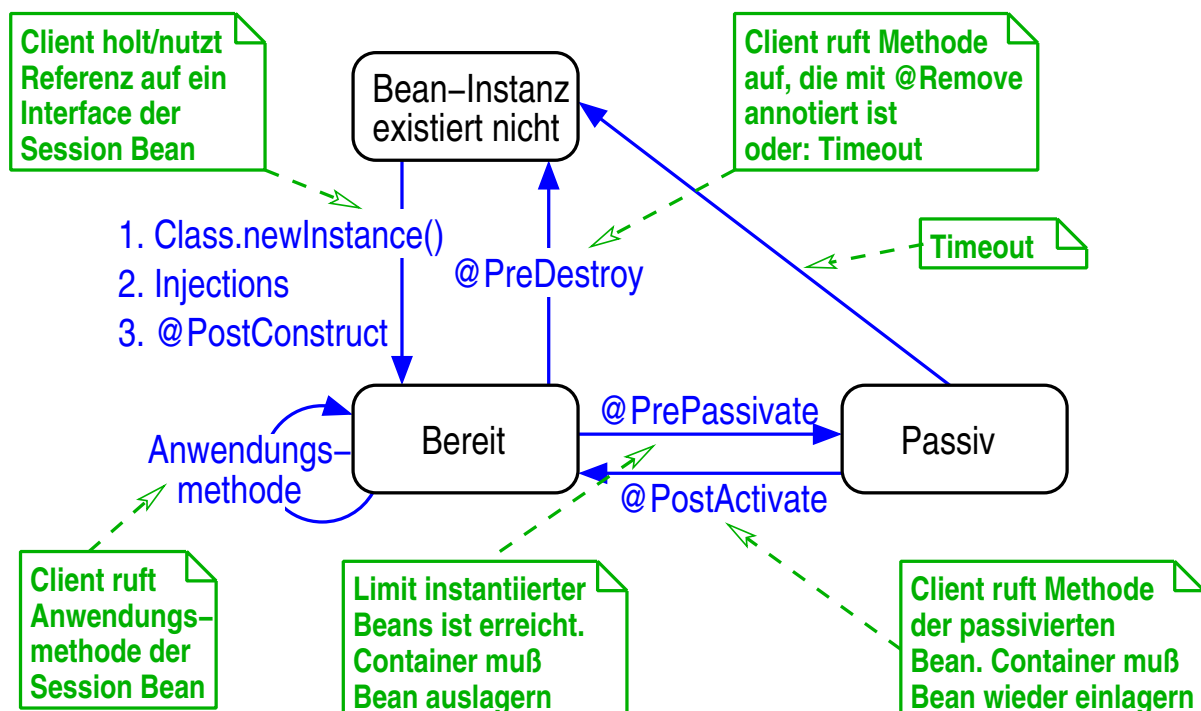 Client holt/nutzt
Referenz auf ein
Interface der
Session Bean
Bean–Instanz
existiert nicht
Client ruft Methode
auf, die mit @Remove
annotiert ist
oder: Timeout
1. Class.newInstance()
2. Injections
3. @PostConstruct
@PreDestroy
Timeout
Anwendungs–
methode
Bereit
@PrePassivate
@PostActivate
Passiv
Client ruft
Anwendungs–
methode der
Session Bean
Limit instantiierter
Beans ist erreicht.
Container muß
Bean auslagern
Client ruft Methode
der passivierten
Bean. Container muß
Bean wieder einlagern